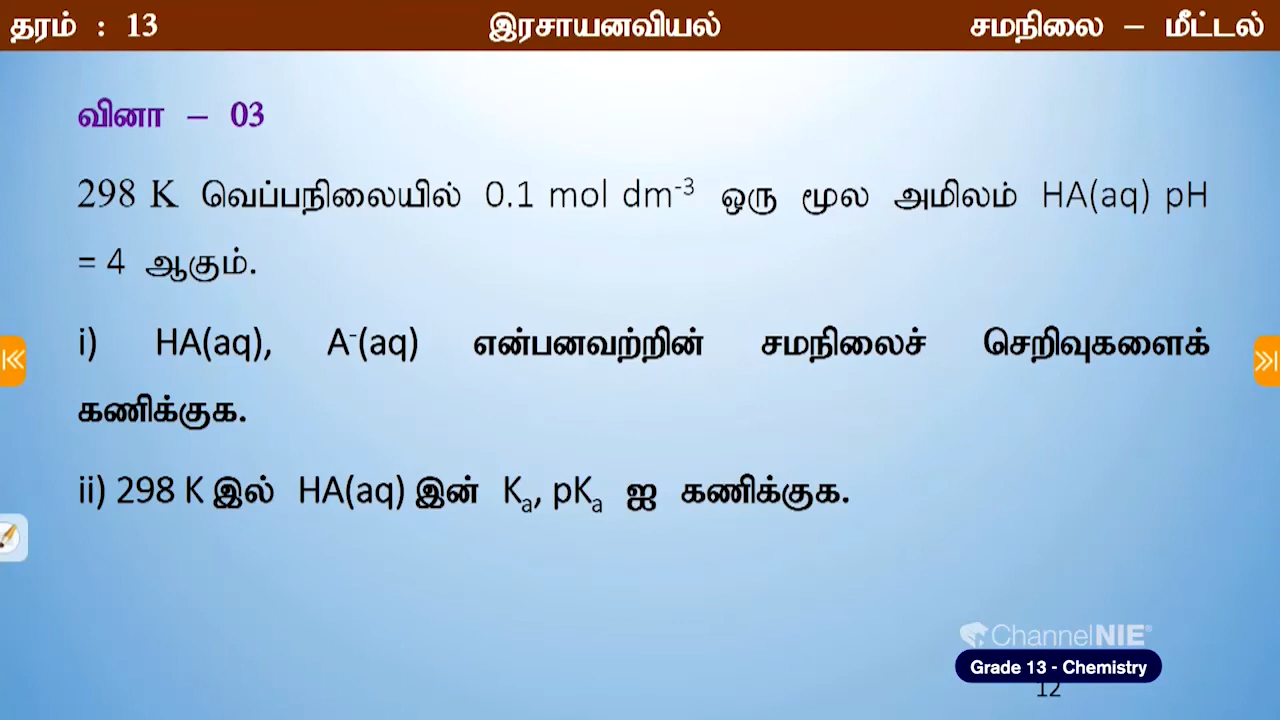 தரம் : 13 இரசாயனவியல் சமநிலை – மீட்டல்
வினா – 03
298 K வெப்பநிலையில் 0.1 mol dm⁻³ ஒரு மூல அமிலம் HA(aq) pH
= 4 ஆகும்.
i) HA(aq), A⁻(aq) என்பனவற்றின் சமநிலைச் செறிவுகளைக்
கணிக்குக.
ii) 298 K இல் HA(aq) இன் Kₐ, pKₐ ஐ கணிக்குக.
ChannelNIE®
Grade 13 - Chemistry
12